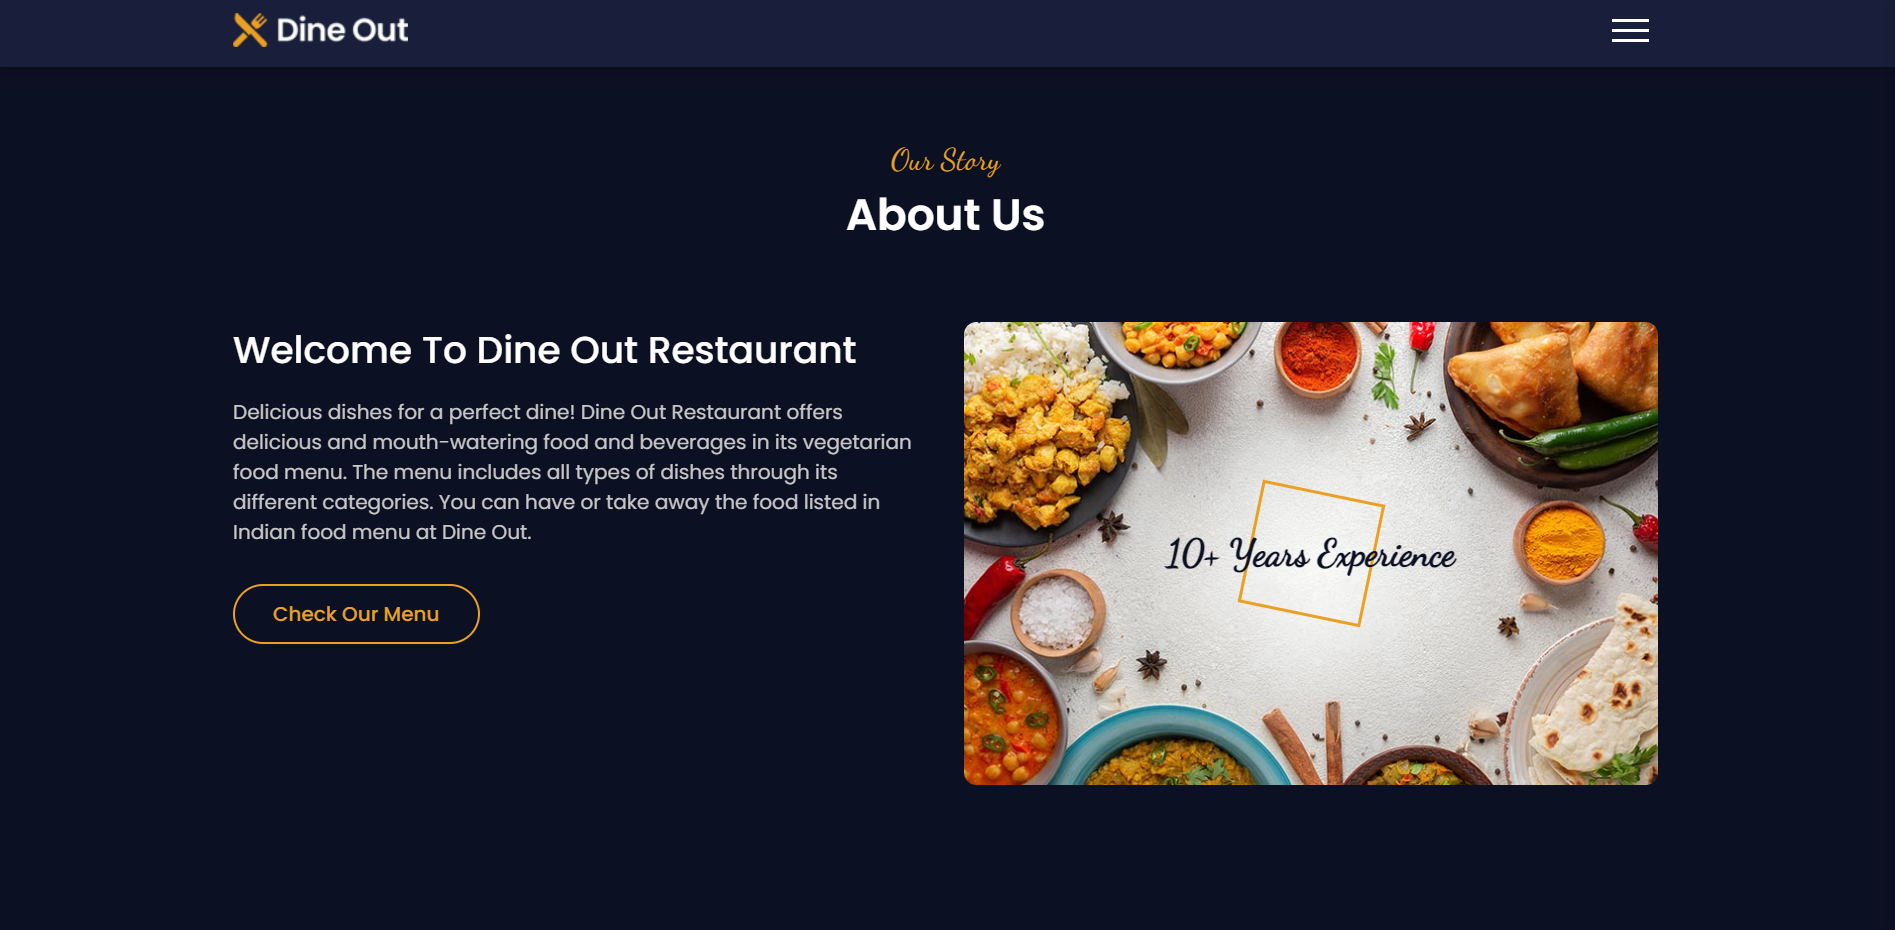 Dine Out
Our Story
About Us
Welcome To Dine Out Restaurant
Delicious dishes for a perfect dine! Dine Out Restaurant offers
delicious and mouth-watering food and beverages in its vegetarian
food menu. The menu includes all types of dishes through its
different categories. You can have or take away the food listed in
Indian food menu at Dine Out.
Check Our Menu
10+ Years Experience